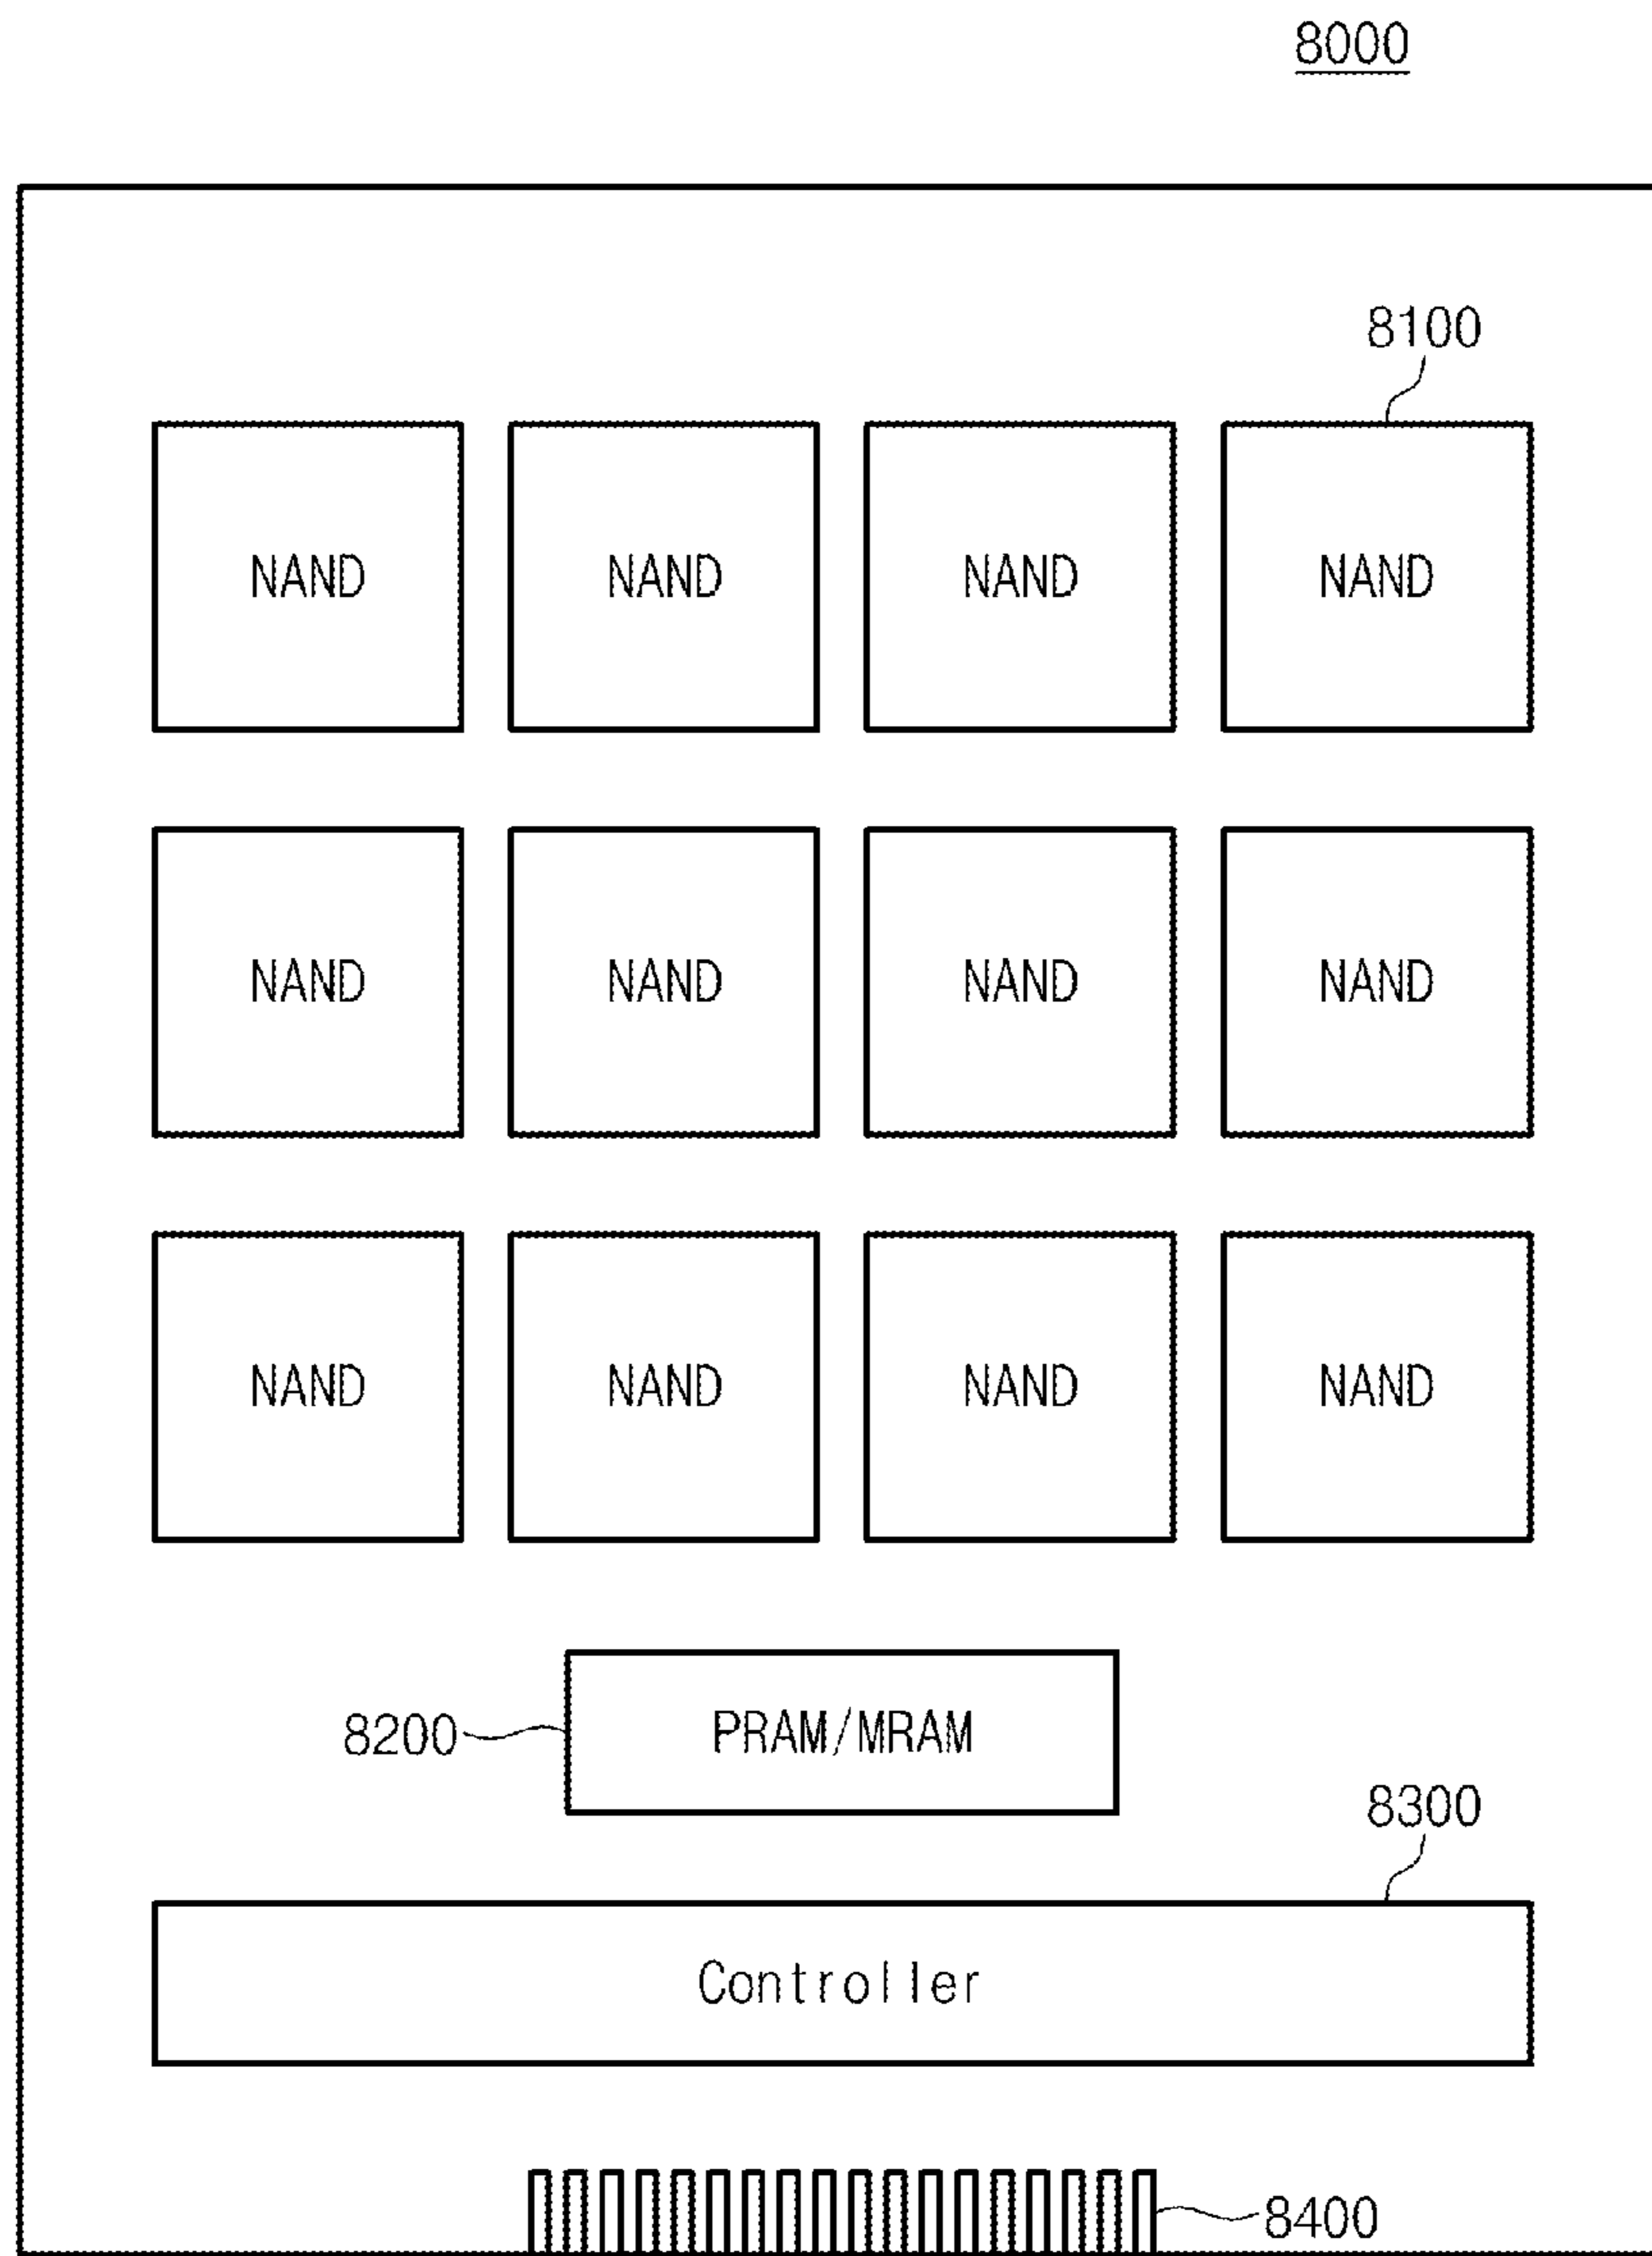 8000
8100
NAND NAND NAND NAND
NAND NAND NAND NAND
NAND NAND NAND NAND
8200 PRAM/MRAM
8300
Controller
8400